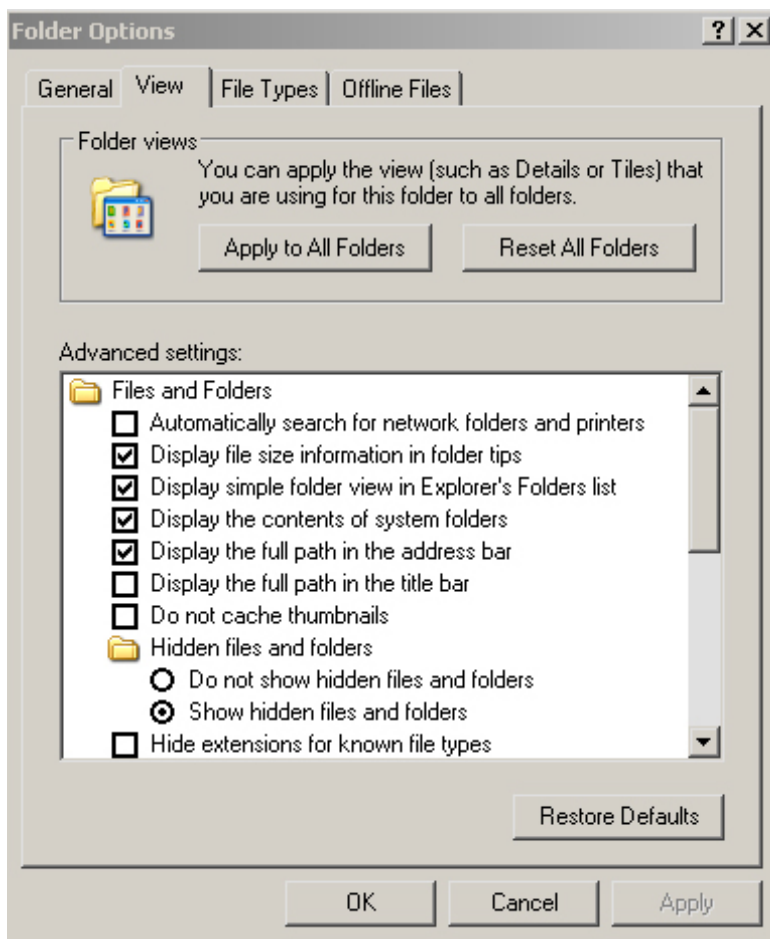 Folder Options
General View File Types Offline Files
Folder views
You can apply the view (such as Details or Tiles) that
you are using for this folder to all folders.
Apply to All Folders Reset All Folders
Advanced settings:
Files and Folders
Automatically search for network folders and printers
Display file size information in folder tips
Display simple folder view in Explorer's Folders list
Display the contents of system folders
Display the full path in the address bar
Display the full path in the title bar
Do not cache thumbnails
Hidden files and folders
Do not show hidden files and folders
Show hidden files and folders
Hide extensions for known file types
Restore Defaults
OK Cancel Apply